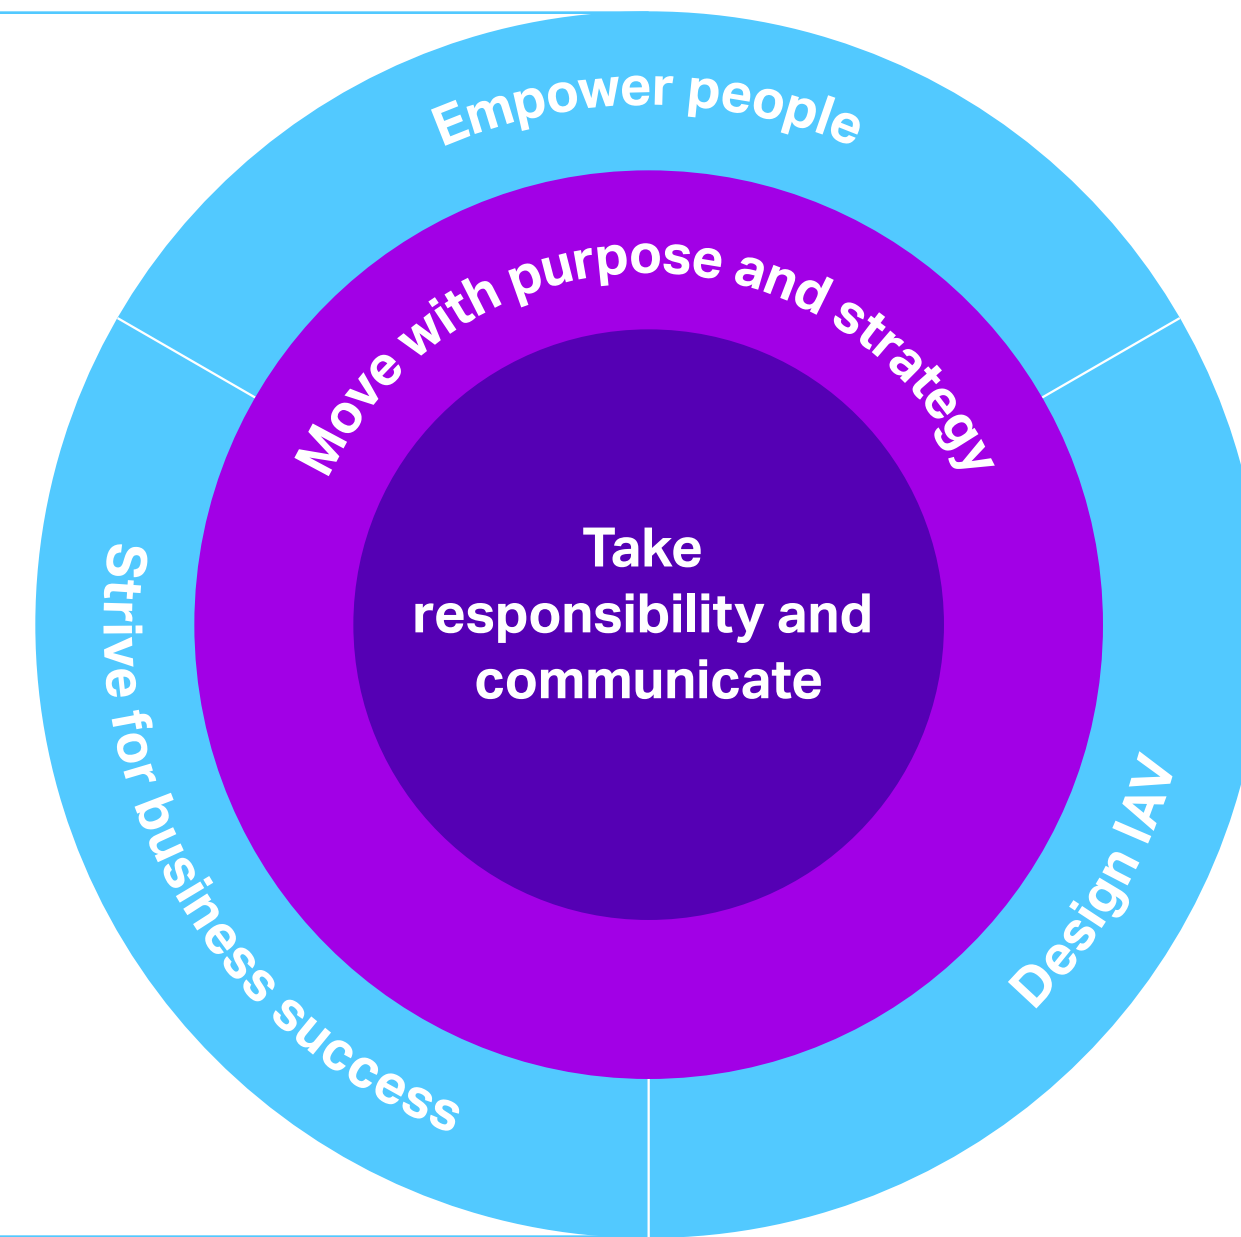 Empower people
Move with purpose and strategy
Take
responsibility and
communicate
Strive for business success
Design IAV